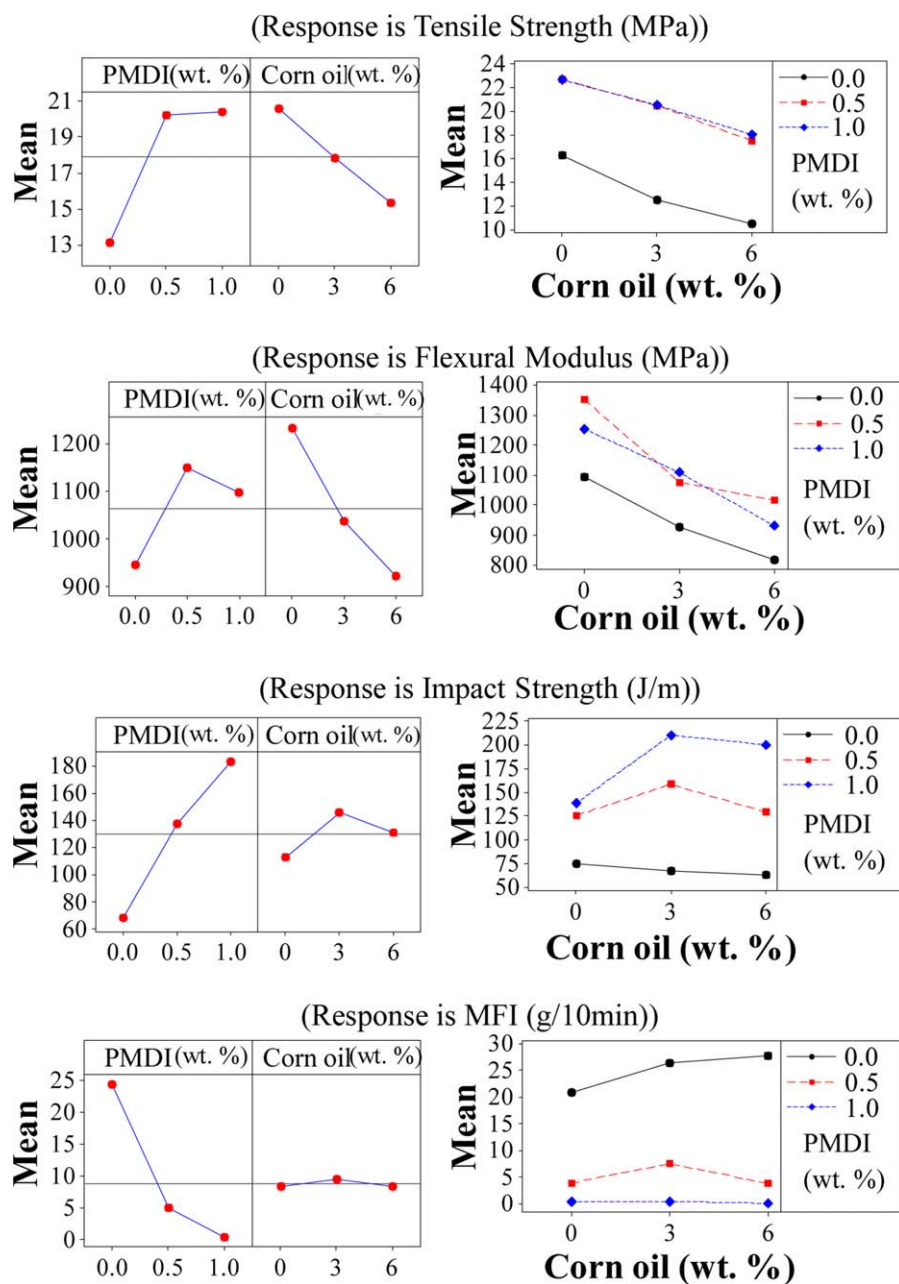 (Response is Tensile Strength (MPa))
PMDI(wt. %) Corn oil(wt. %)
Mean
21
19
17
15
13
0.0 0.5 1.0 0 3 6
Mean
24
22
20
18
16
14
12
10
0 3 6
Corn oil (wt. %)
0.0
0.5
1.0
PMDI
(wt. %)
(Response is Flexural Modulus (MPa))
PMDI(wt. %) Corn oil(wt. %)
Mean
1200
1100
1000
900
0.0 0.5 1.0 0 3 6
Mean
1400
1300
1200
1100
1000
900
800
0 3 6
Corn oil (wt. %)
0.0
0.5
1.0
PMDI
(wt. %)
(Response is Impact Strength (J/m))
PMDI(wt. %) Corn oil(wt. %)
Mean
180
160
140
120
100
80
60
0.0 0.5 1.0 0 3 6
Mean
225
200
175
150
125
100
75
50
0 3 6
Corn oil (wt. %)
0.0
0.5
1.0
PMDI
(wt. %)
(Response is MFI (g/10min))
PMDI(wt. %) Corn oil(wt. %)
Mean
25
20
15
10
5
0
0.0 0.5 1.0 0 3 6
Mean
30
25
20
15
10
5
0
0 3 6
Corn oil (wt. %)
0.0
0.5
1.0
PMDI
(wt. %)